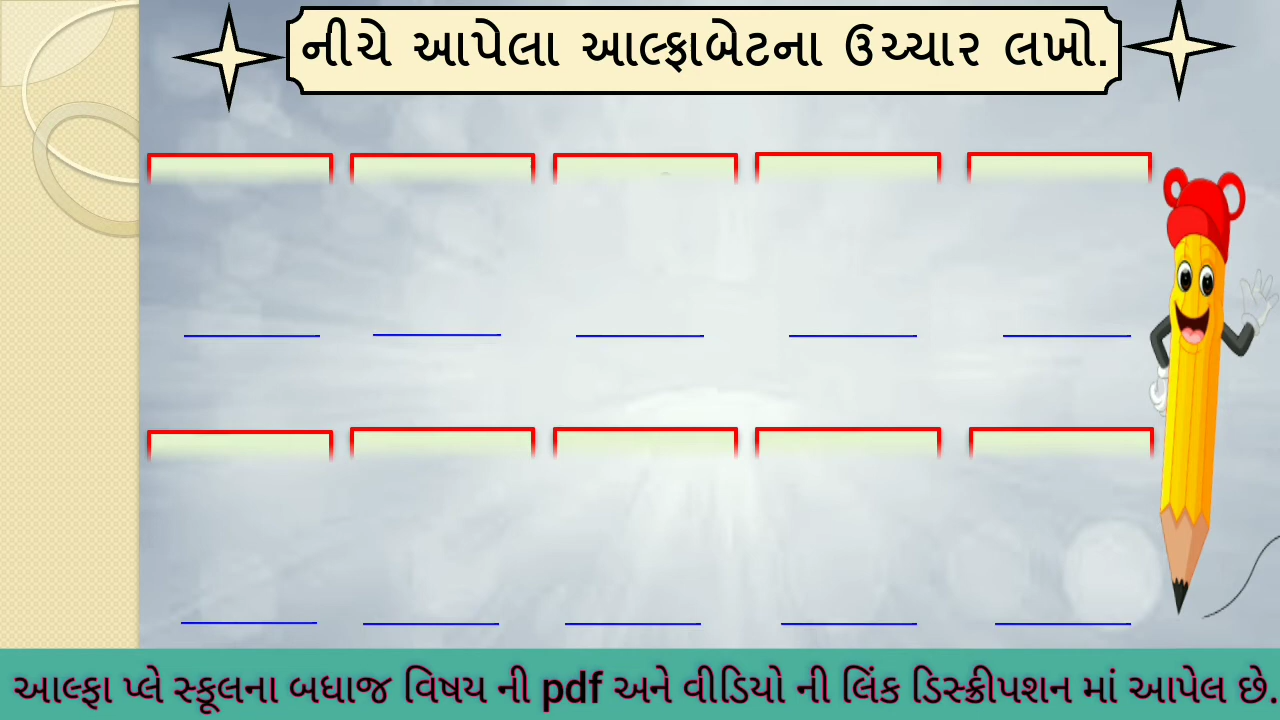 નીચે આપેલા આલ્ફાબેટના ઉચ્ચાર લખો.
આલ્ફા પ્લે સ્કૂલના બધાજ વિષય ની pdf અને વીડિયો ની લિંક ડિસ્ક્રીપશન માં આપેલ છે.